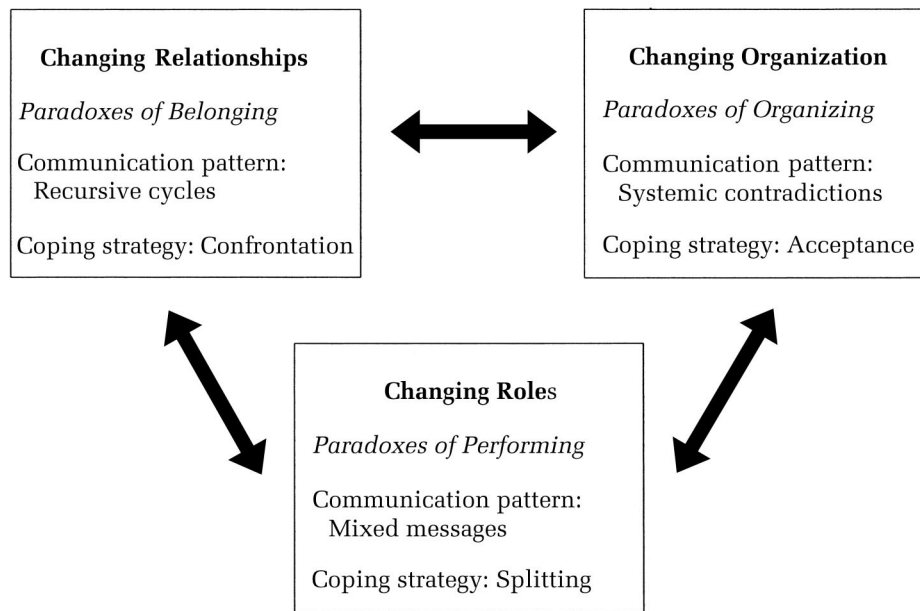 Changing Relationships
Paradoxes of Belonging
Communication pattern:
Recursive cycles
Coping strategy: Confrontation
Changing Organization
Paradoxes of Organizing
Communication pattern:
Systemic contradictions
Coping strategy: Acceptance
Changing Roles
Paradoxes of Performing
Communication pattern:
Mixed messages
Coping strategy: Splitting